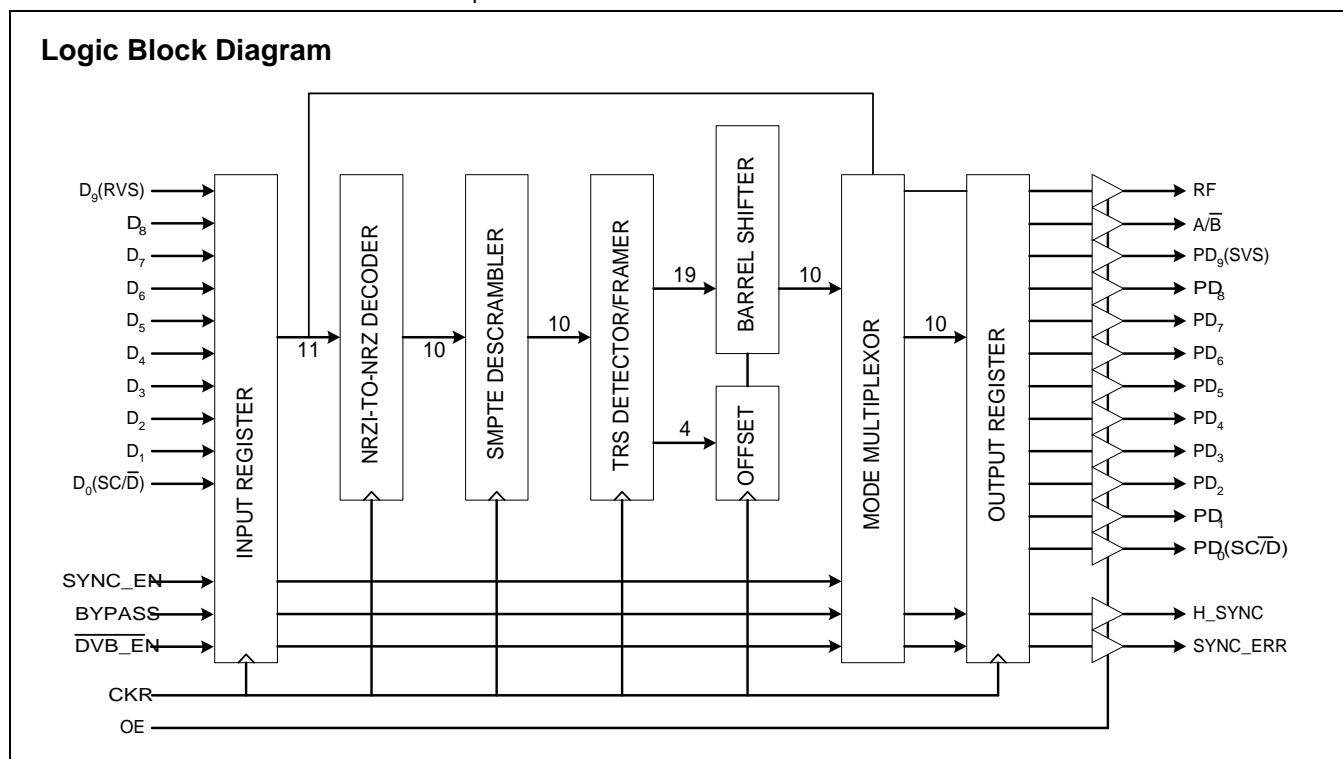 Logic Block Diagram
D9(RVS)
D8
D7
D6
D5
D4
D3
D2
D1
D0(SC/D̅)
SYNC_EN
BYPASS
D̅V̅B̅_̅E̅N̅
CKR
OE
INPUT REGISTER
11
NRZI-TO-NRZ DECODER
10
SMPTE DESCRAMBLER
10
TRS DETECTOR/FRAMER
19
4
BARREL SHIFTER
OFFSET
10
MODE MULTIPLEXOR
10
OUTPUT REGISTER
RF
A/B̅
PD9(SVS)
PD8
PD7
PD6
PD5
PD4
PD3
PD2
PD1
PD0(SC/D̅)
H_SYNC
SYNC_ERR